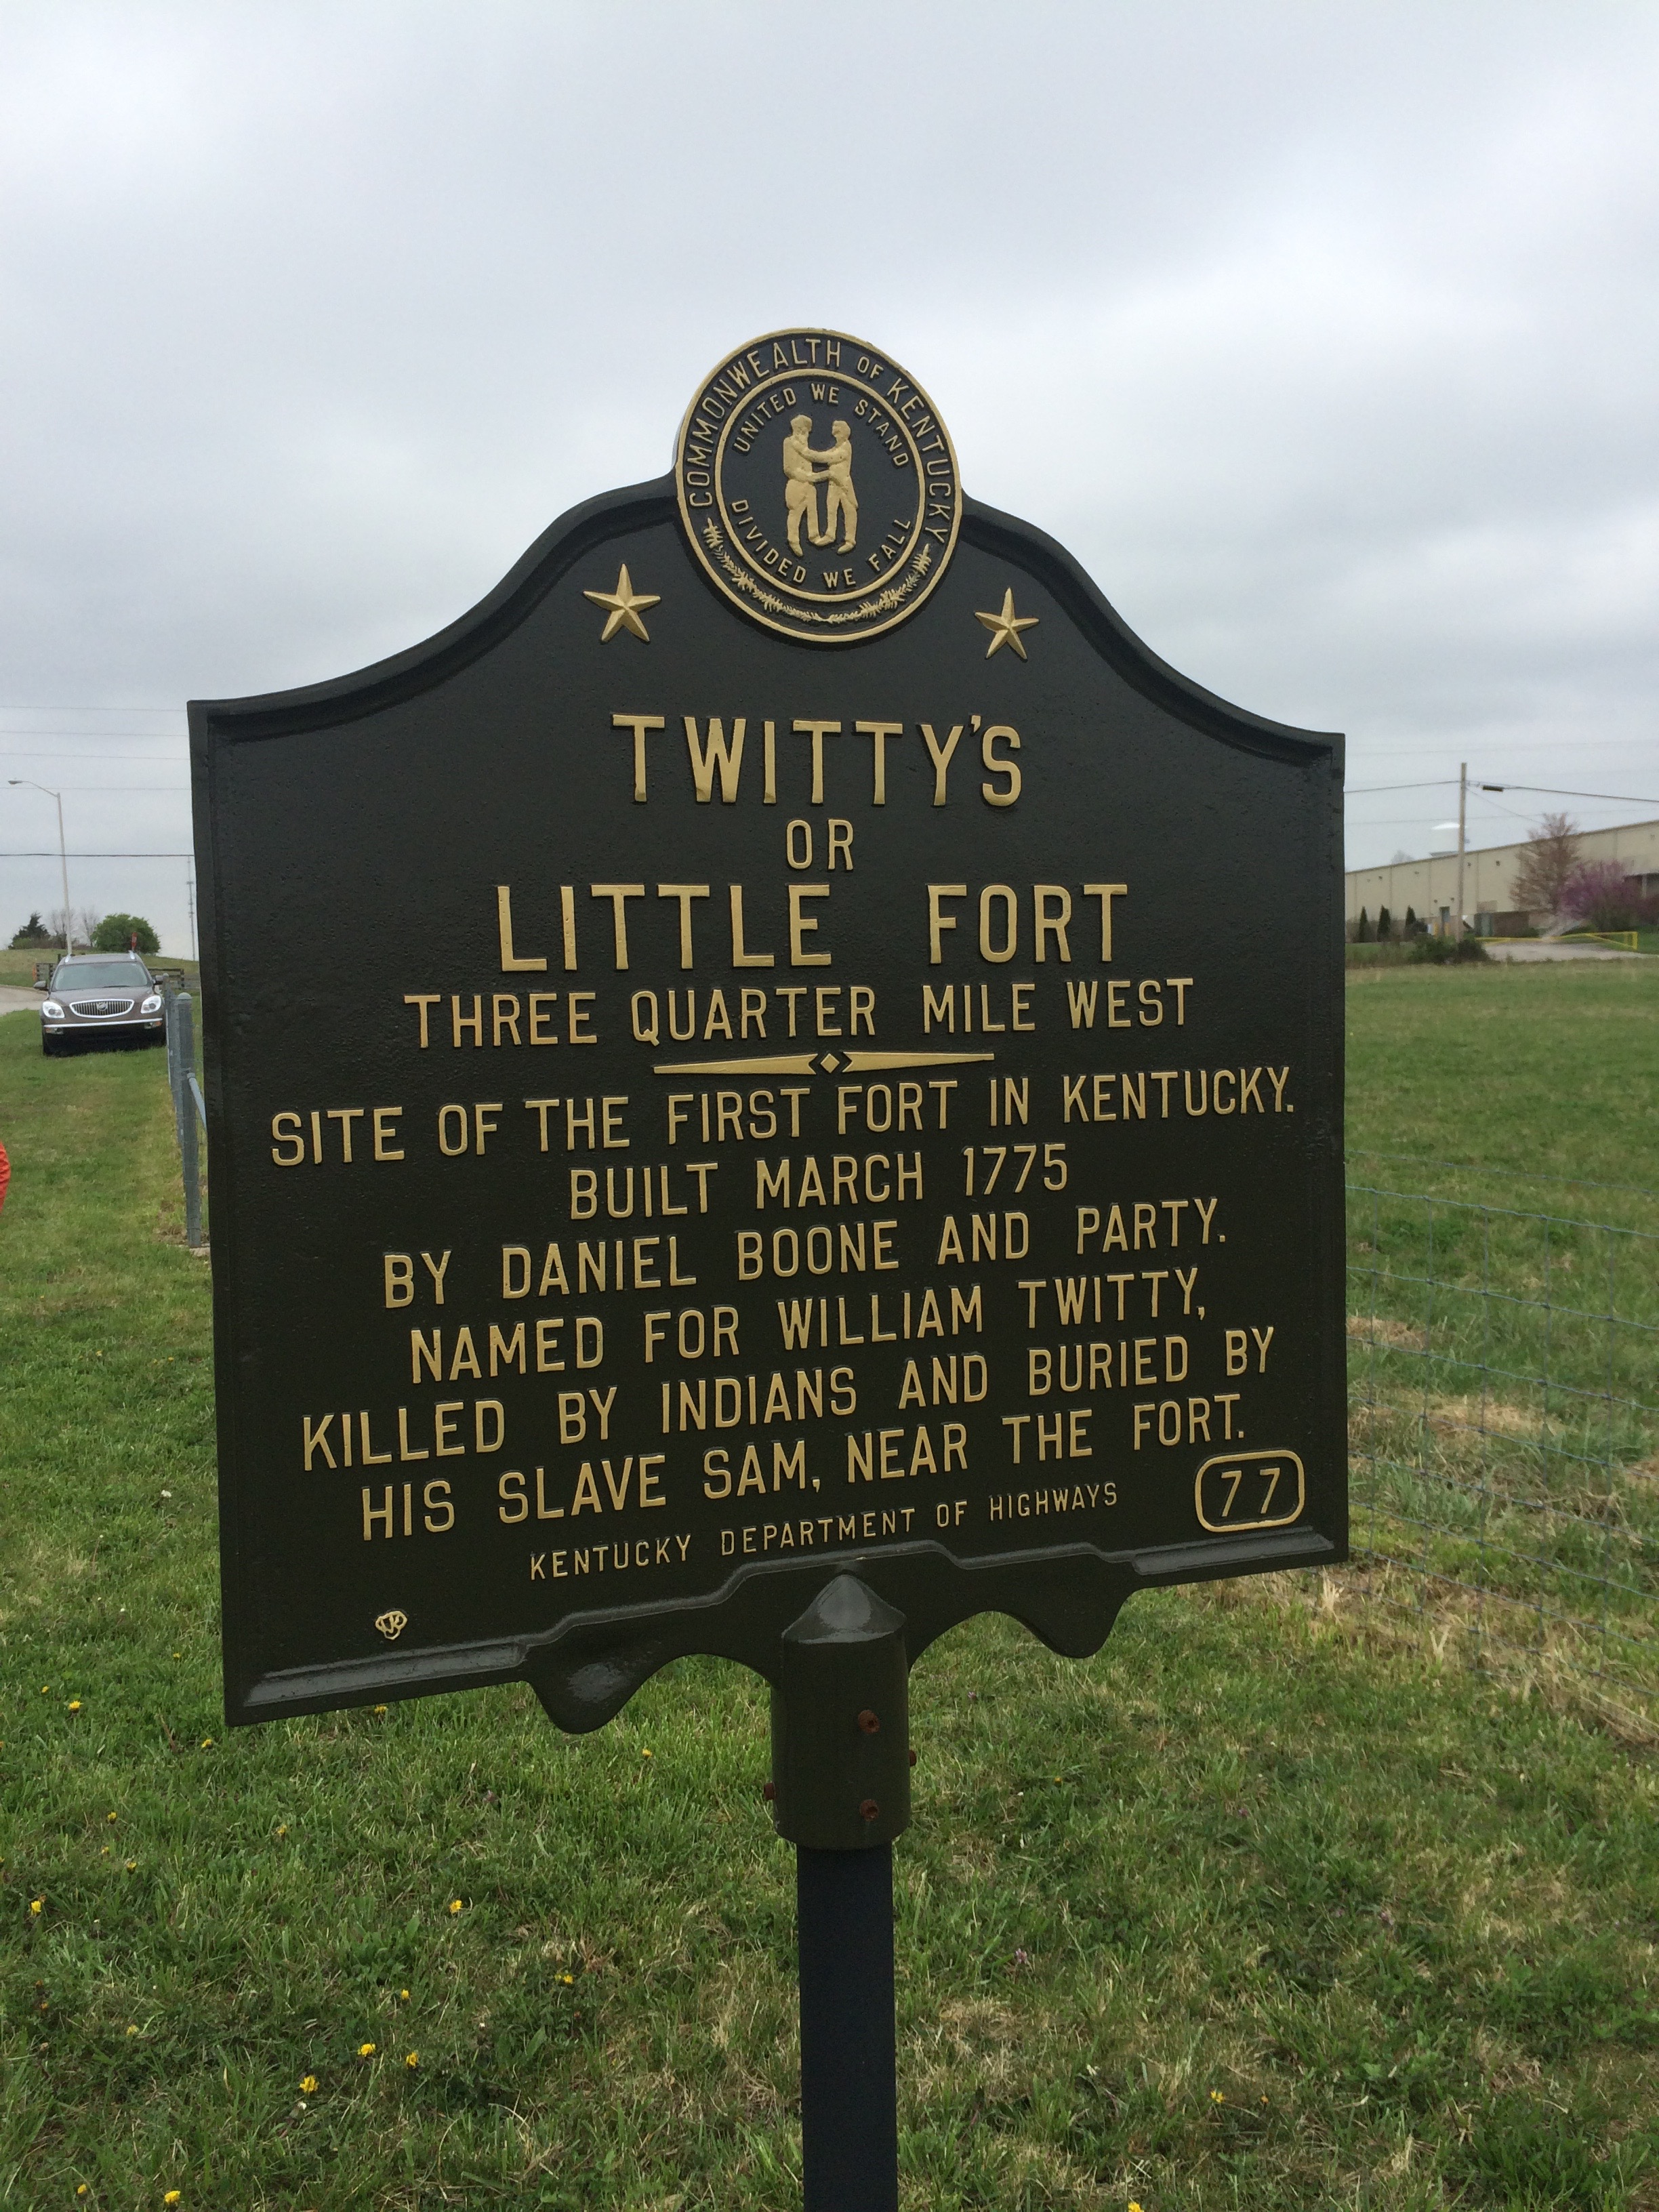 COMMONWEALTH OF KENTUCKY
UNITED WE STAND
DIVIDED WE FALL
TWITTY'S
OR
LITTLE FORT
THREE QUARTER MILE WEST
SITE OF THE FIRST FORT IN KENTUCKY.
BUILT MARCH 1775
BY DANIEL BOONE AND PARTY.
NAMED FOR WILLIAM TWITTY,
KILLED BY INDIANS AND BURIED BY
HIS SLAVE SAM, NEAR THE FORT.
KENTUCKY DEPARTMENT OF HIGHWAYS
77